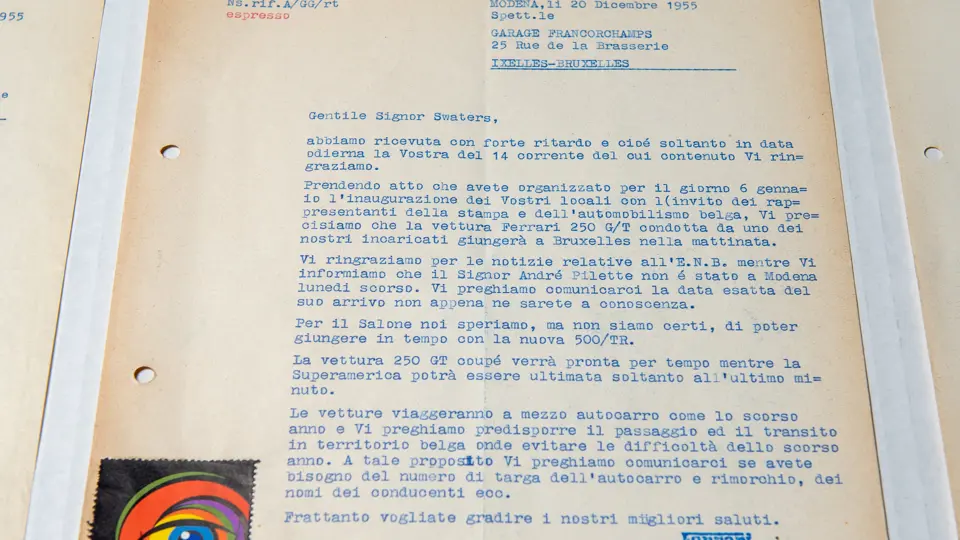 1955
e
Ns.rif.A/GG/rt
espresso
MODENA, li 20 Dicembre 1955
Spett.le
GARAGE FRANCORCHAMPS
25 Rue de la Brasserie
IXELLES-BRUXELLES
Gentile Signor Swaters,
abbiamo ricevuta con forte ritardo e cioé soltanto in data
odierna la Vostra del 14 corrente del cui contenuto Vi rin=
graziamo.
Prendendo atto che avete organizzato per il giorno 6 genna=
io l'inaugurazione dei Vostri locali con l(invito dei rap=
presentanti della stampa e dell'automobilismo belga, Vi pre=
cisiamo che la vettura Ferrari 250 G/T condotta da uno dei
nostri incaricati giungerà a Bruxelles nella mattinata.
Vi ringraziamo per le notizie relative all'E.N.B. mentre Vi
informiamo che il Signor André Pilette non é stato a Modena
lunedi scorso. Vi preghiamo comunicarci la data esatta del
suo arrivo non appena ne sarete a conoscenza.
Per il Salone noi speriamo, ma non siamo certi, di poter
giungere in tempo con la nuova 500/TR.
La vettura 250 GT coupé verrà pronta per tempo mentre la
Superamerica potrà essere ultimata soltanto all'ultimo mi=
nuto.
Le vetture viaggeranno a mezzo autocarro come lo scorso
anno e Vi preghiamo predisporre il passaggio ed il transito
in territorio belga onde evitare le difficoltà dello scorso
anno. A tale proposito Vi preghiamo comunicarci se avete
bisogno del numero di targa dell'autocarro e rimorchio, dei
nomi dei conducenti ecc.
Frattanto vogliate gradire i nostri migliori saluti.